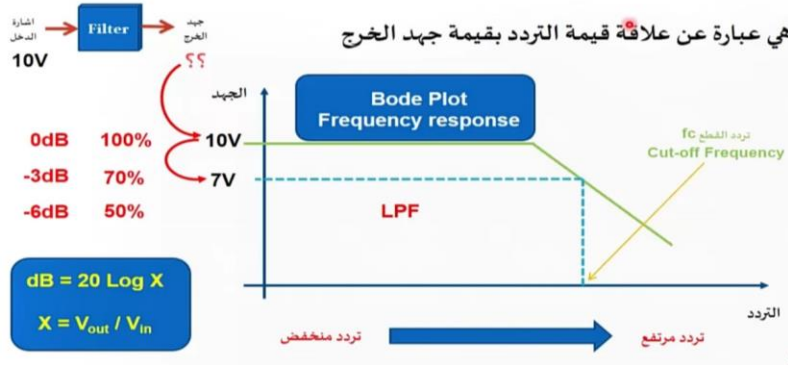 هي عبارة عن علاقة قيمة التردد بقيمة جهد الخرج
اشارة
الدخل
10V
Filter
جهد
الخرج
؟؟
الجهد
Bode Plot
Frequency response
تردد القطع fc
Cut-off Frequency
0dB 100% 10V
-3dB 70% 7V
-6dB 50%
LPF
dB = 20 Log X
X = Vout / Vin
التردد
تردد منخفض
تردد مرتفع